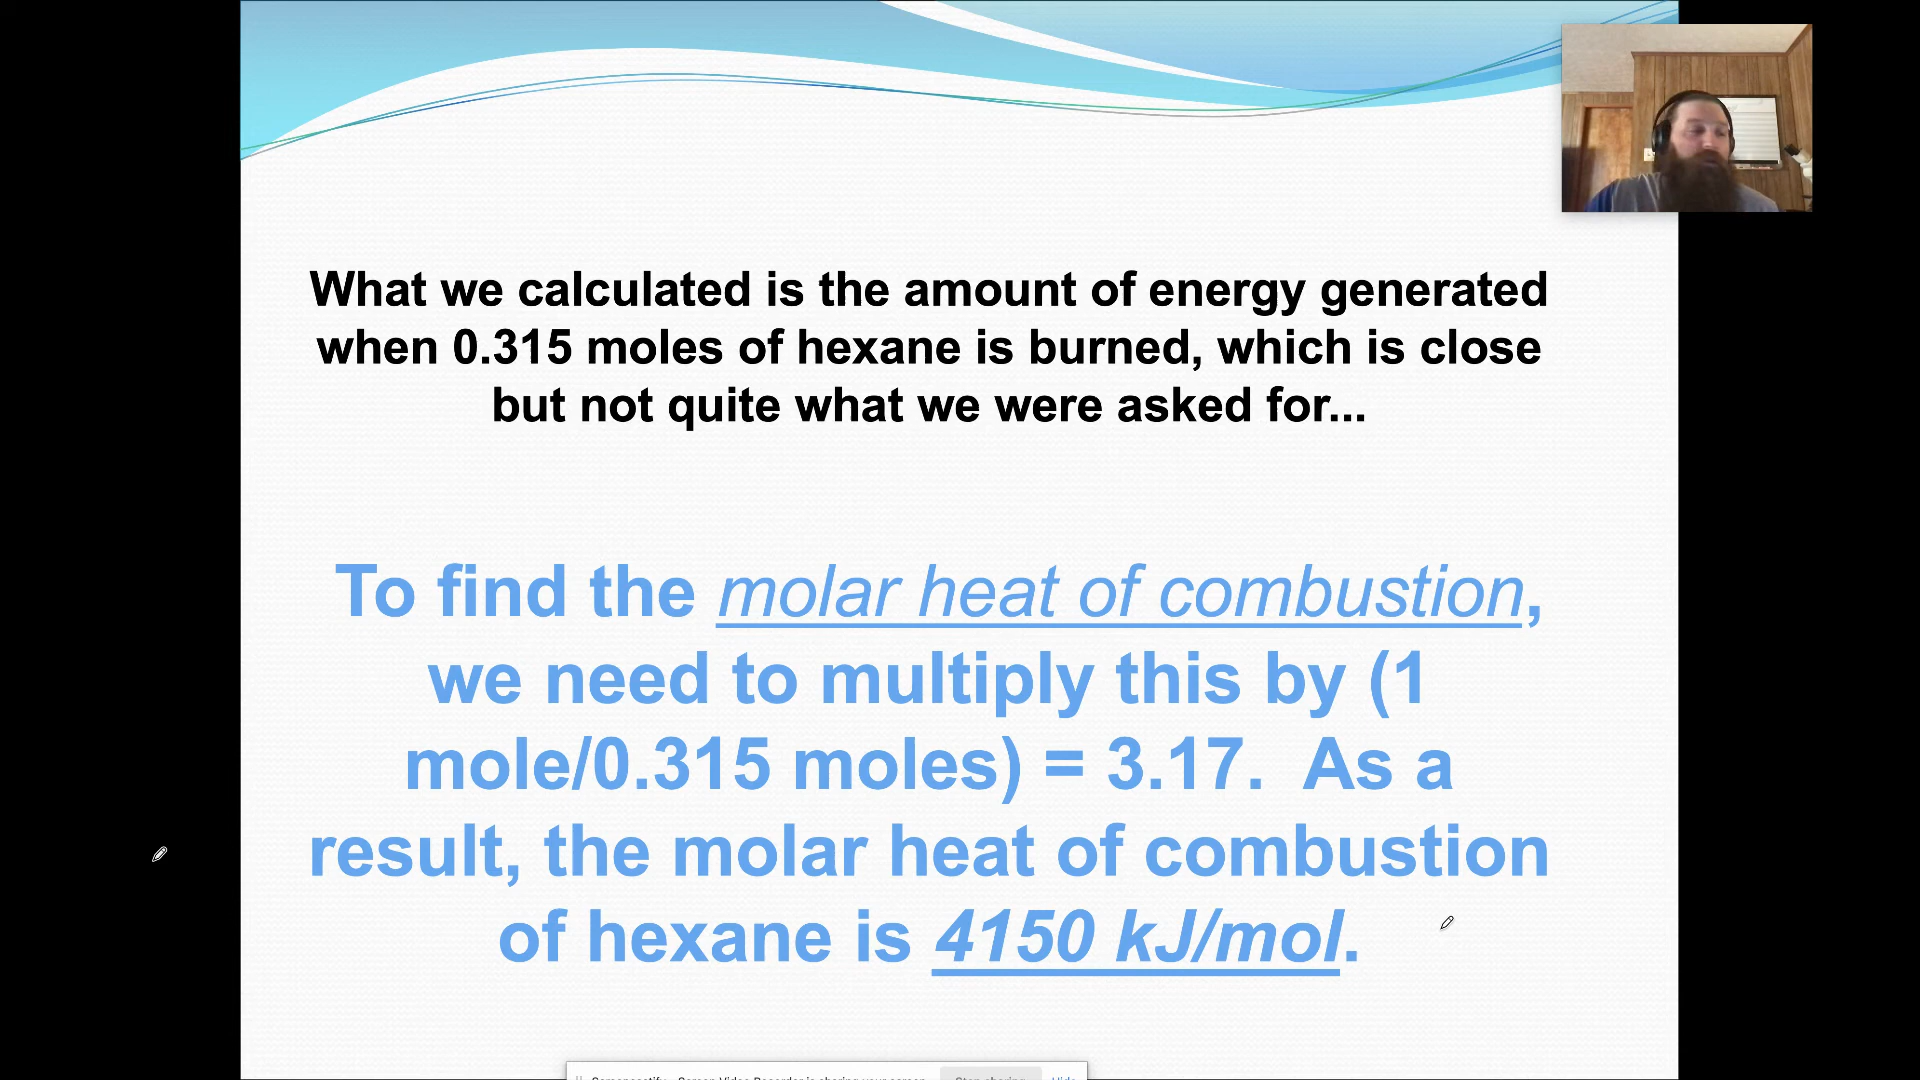 What we calculated is the amount of energy generated
when 0.315 moles of hexane is burned, which is close
but not quite what we were asked for...
To find the molar heat of combustion,
we need to multiply this by (1
mole/0.315 moles) = 3.17.  As a
result, the molar heat of combustion
of hexane is 4150 kJ/mol.